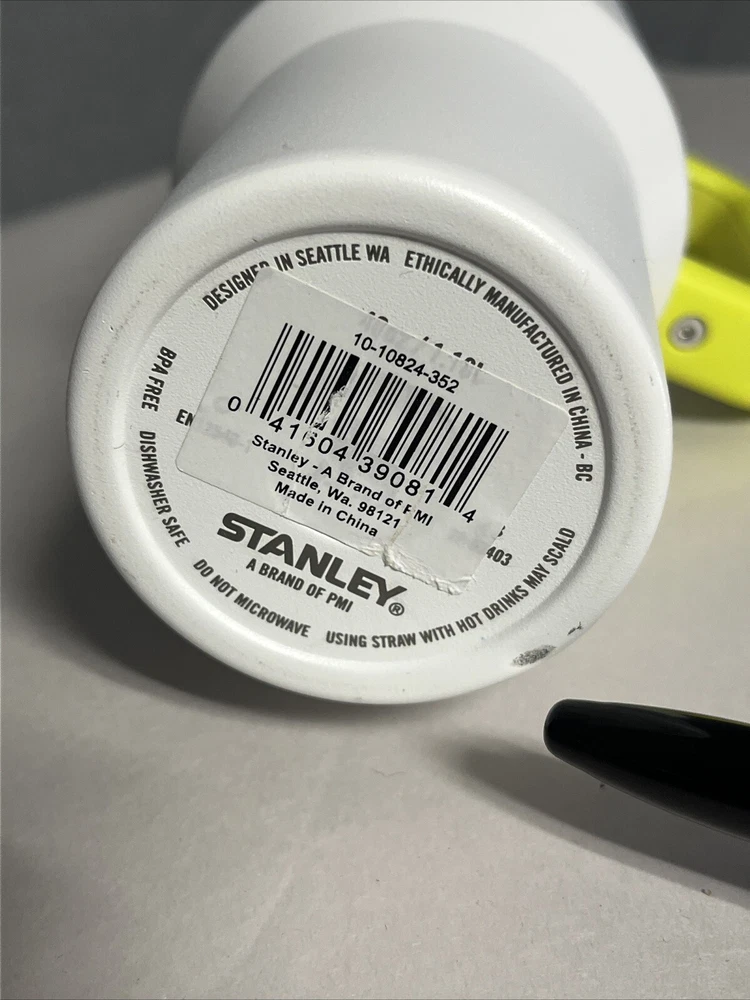 DESIGNED IN SEATTLE WA
ETHICALLY MANUFACTURED IN CHINA - BC
10-10824-352
0 41604 39081 4
Stanley - A Brand of PMI
Seattle, Wa. 98121
Made in China
BPA FREE
DISHWASHER SAFE
DO NOT MICROWAVE
USING STRAW WITH HOT DRINKS MAY SCALD
403
STANLEY®
A BRAND OF PMI